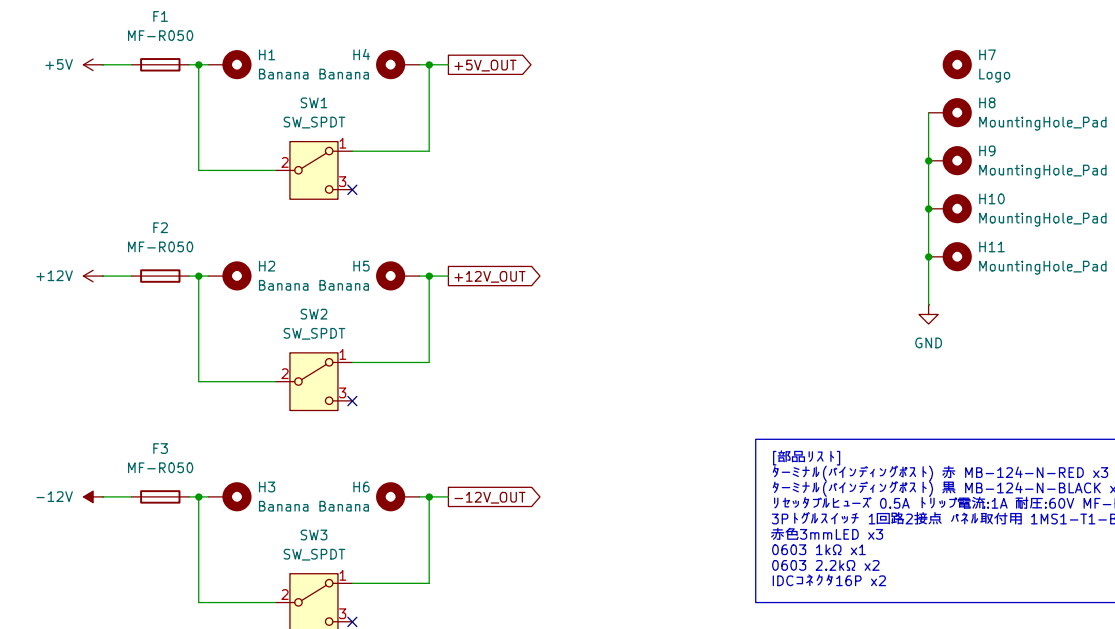 F1
MF-R050
+5V
H1
Banana
H4
Banana
+5V_OUT
SW1
SW_SPDT
1
2
3
F2
MF-R050
+12V
H2
Banana
H5
Banana
+12V_OUT
SW2
SW_SPDT
1
2
3
F3
MF-R050
-12V
H3
Banana
H6
Banana
-12V_OUT
SW3
SW_SPDT
1
2
3
H7
Logo
H8
MountingHole_Pad
H9
MountingHole_Pad
H10
MountingHole_Pad
H11
MountingHole_Pad
GND
[部品リスト]
ターミナル(バインディングポスト) 赤 MB-124-N-RED x3
ターミナル(バインディングポスト) 黒 MB-124-N-BLACK x
リセッタブルヒューズ 0.5A トリップ電流:1A 耐圧:60V MF-
3Pトグルスイッチ 1回路2接点 パネル取付用 1MS1-T1-B
赤色3mmLED x3
0603 1kΩ x1
0603 2.2kΩ x2
IDCコネクタ16P x2